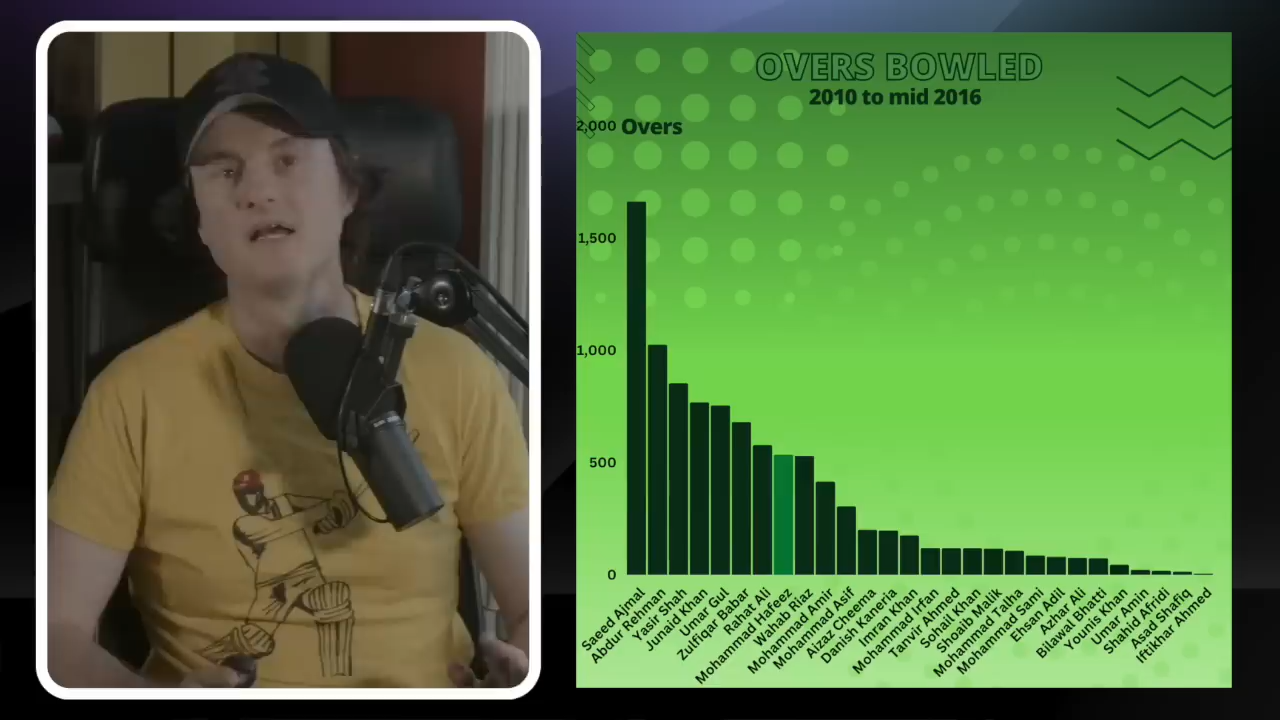 OVERS BOWLED
2010 to mid 2016
2,000 Overs
1,500
1,000
500
0
Saeed Ajmal
Abdur Rehman
Yasir Shah
Junaid Khan
Umar Gul
Zulfiqar Babar
Rahat Ali
Mohammad Hafeez
Wahab Riaz
Mohammad Amir
Mohammad Asif
Aizaz Cheema
Danish Kaneria
Imran Khan
Mohammad Irfan
Tanvir Ahmed
Sohail Khan
Shoaib Malik
Mohammad Talha
Mohammad Sami
Ehsan Adil
Azhar Ali
Bilawal Bhatti
Younis Khan
Umar Amin
Shahid Afridi
Asad Shafiq
Iftikhar Ahmed